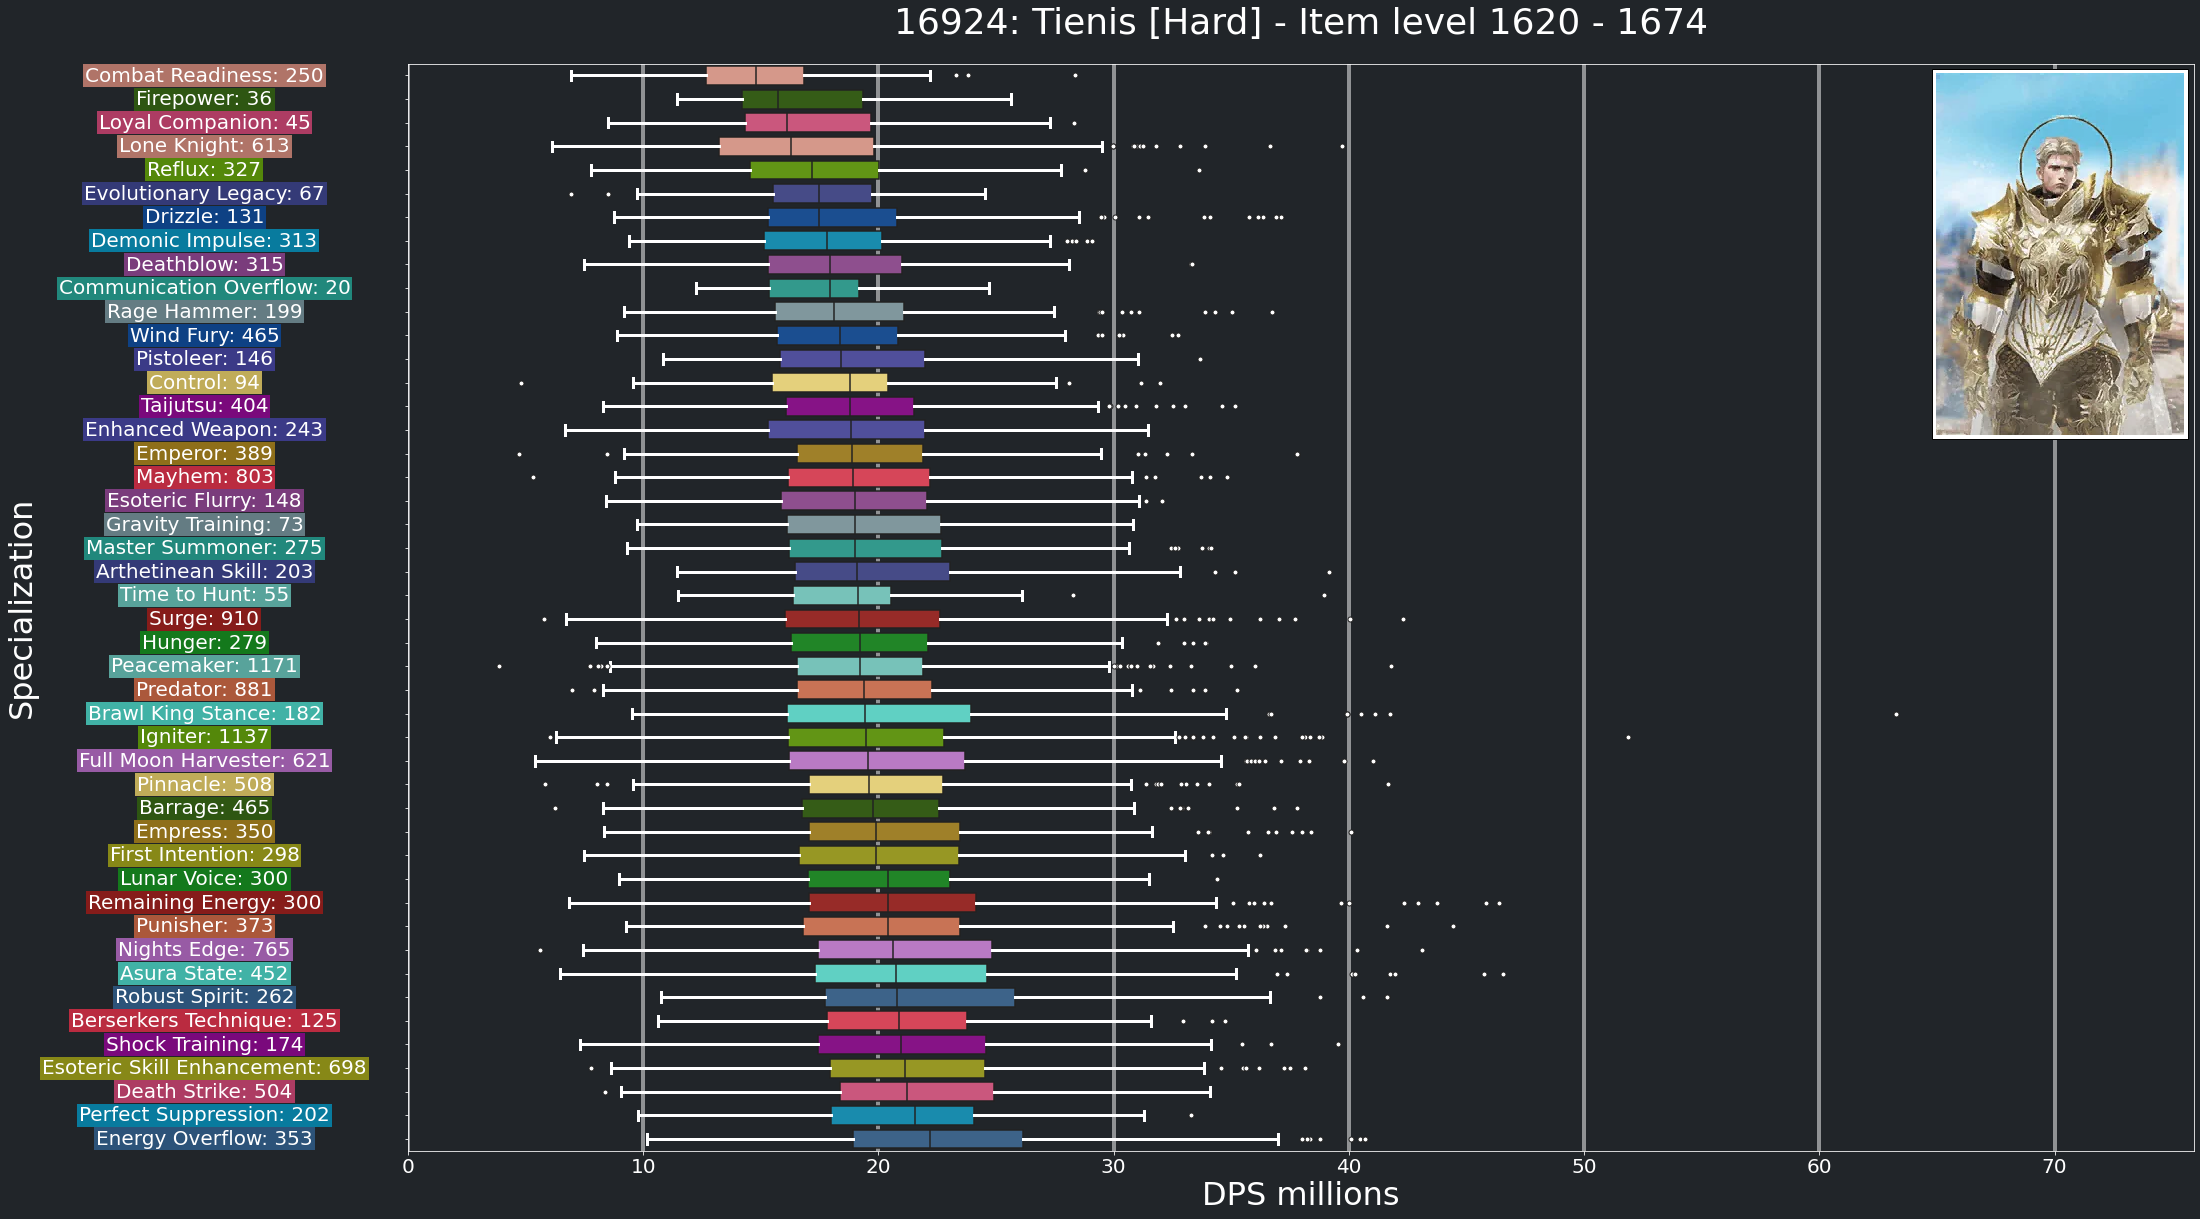 16924: Tienis [Hard] - Item level 1620 - 1674
Combat Readiness: 250
Firepower: 36
Loyal Companion: 45
Lone Knight: 613
Reflux: 327
Evolutionary Legacy: 67
Drizzle: 131
Demonic Impulse: 313
Deathblow: 315
Communication Overflow: 20
Rage Hammer: 199
Wind Fury: 465
Pistoleer: 146
Control: 94
Taijutsu: 404
Enhanced Weapon: 243
Emperor: 389
Mayhem: 803
Esoteric Flurry: 148
Gravity Training: 73
Master Summoner: 275
Arthetinean Skill: 203
Time to Hunt: 55
Surge: 910
Hunger: 279
Peacemaker: 1171
Predator: 881
Brawl King Stance: 182
Igniter: 1137
Full Moon Harvester: 621
Pinnacle: 508
Barrage: 465
Empress: 350
First Intention: 298
Lunar Voice: 300
Remaining Energy: 300
Punisher: 373
Nights Edge: 765
Asura State: 452
Robust Spirit: 262
Berserkers Technique: 125
Shock Training: 174
Esoteric Skill Enhancement: 698
Death Strike: 504
Perfect Suppression: 202
Energy Overflow: 353
Specialization
0 10 20 30 40 50 60 70
DPS millions